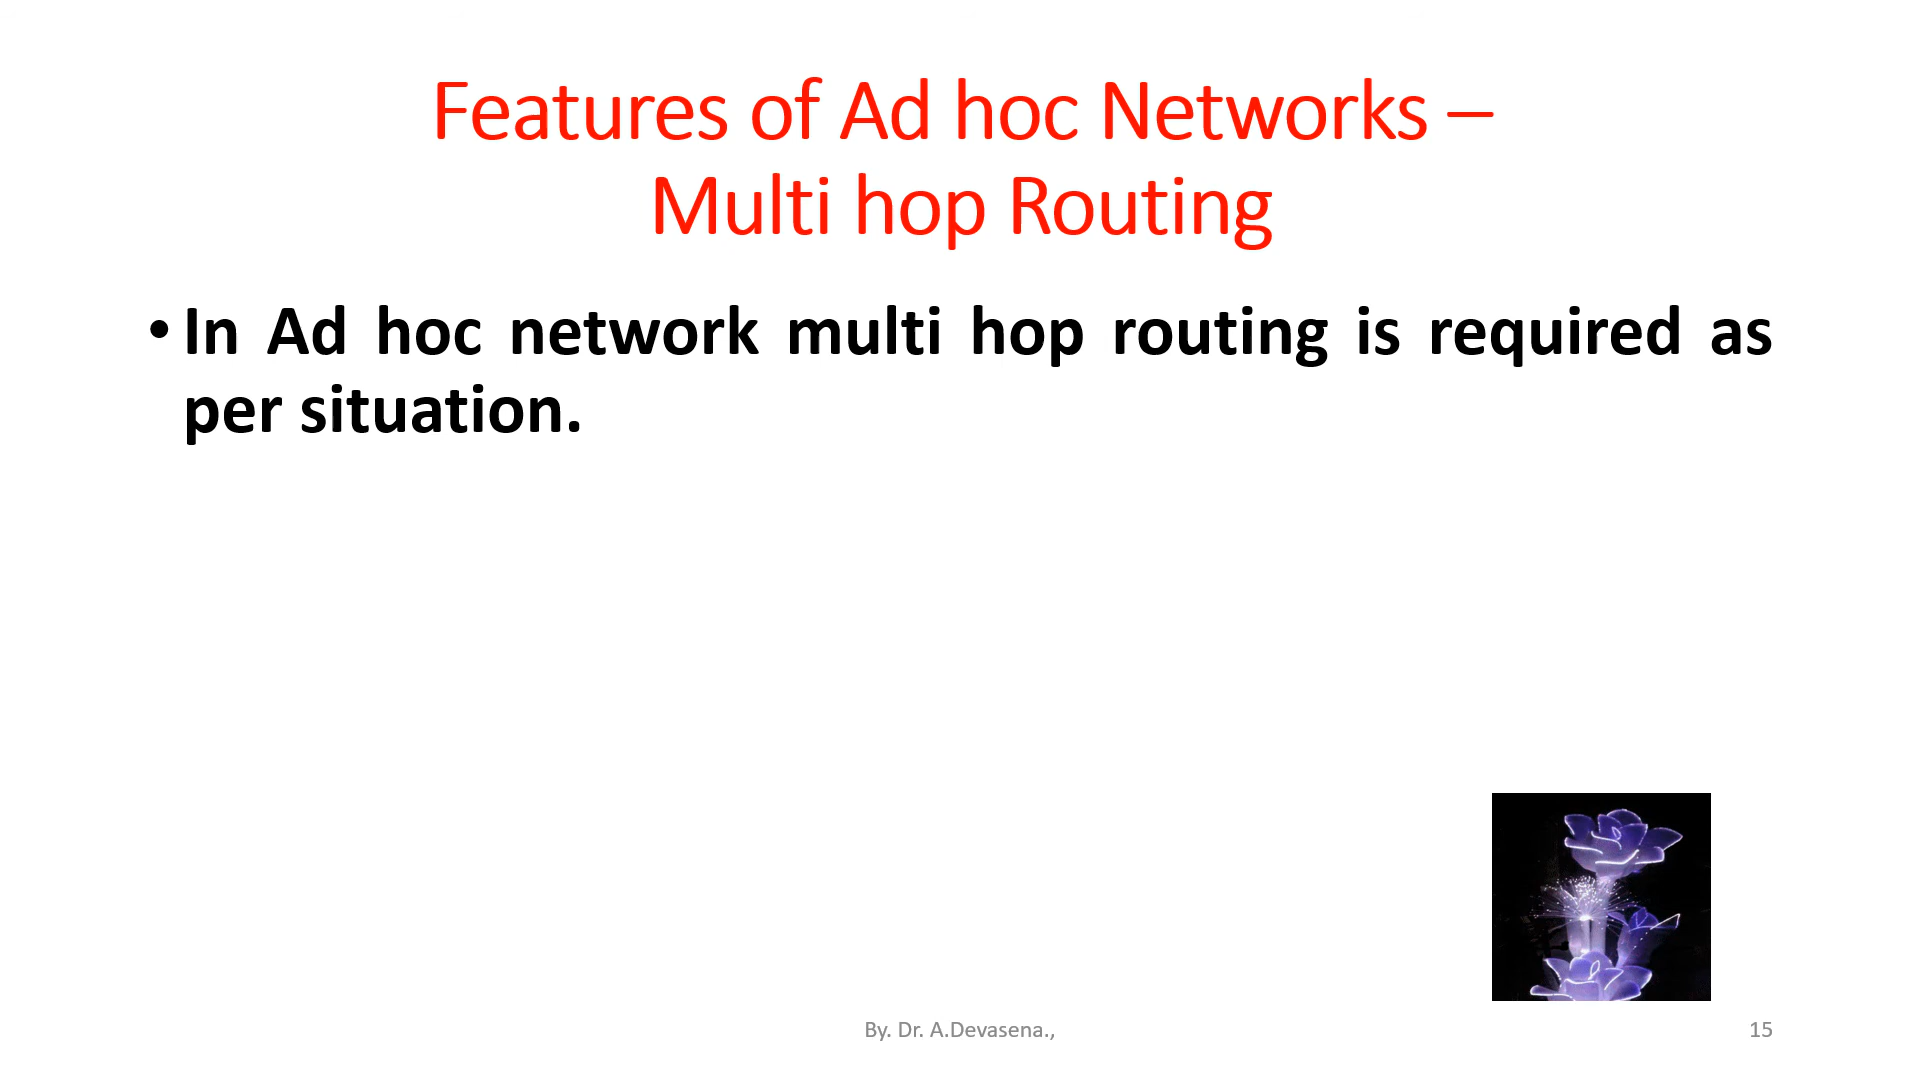 Features of Ad hoc Networks –
Multi hop Routing
• In Ad hoc network multi hop routing is required as
per situation.
By. Dr. A.Devasena.,
15